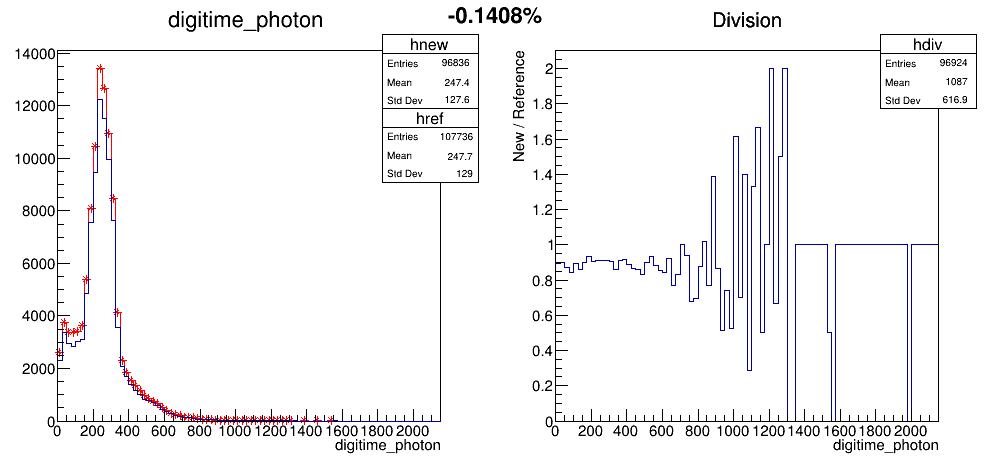 -0.1408%
digitime_photon
hnew
Entries 96836
Mean 247.4
Std Dev 127.6
href
Entries 107736
Mean 247.7
Std Dev 129
14000
12000
10000
8000
6000
4000
2000
0
0 200 400 600 800 1000 1200 1400 1600 1800 2000
digitime_photon
Division
hdiv
Entries 96924
Mean 1087
Std Dev 616.9
New / Reference
2
1.8
1.6
1.4
1.2
1
0.8
0.6
0.4
0.2
0
0 200 400 600 800 1000 1200 1400 1600 1800 2000
digitime_photon